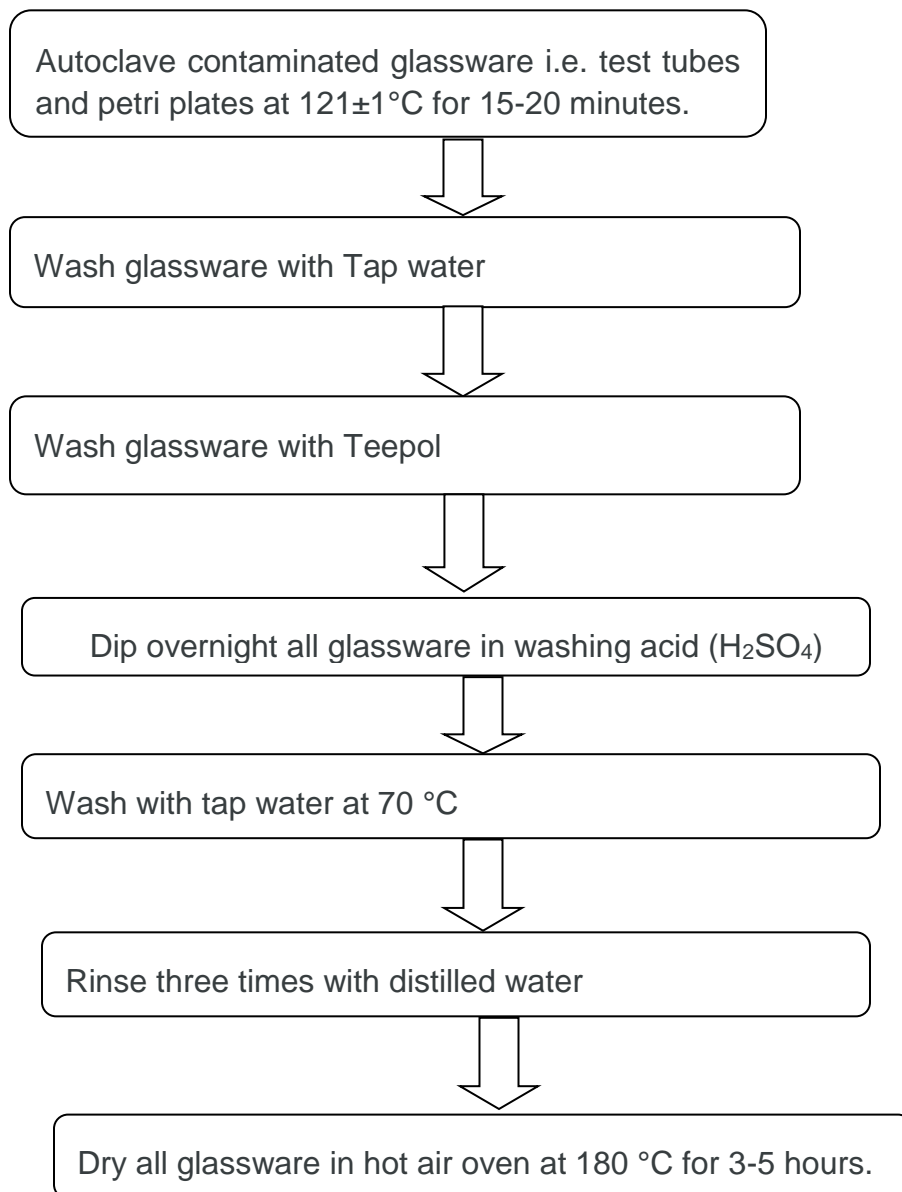 Autoclave contaminated glassware i.e. test tubes
and petri plates at 121±1°C for 15-20 minutes.
Wash glassware with Tap water
Wash glassware with Teepol
Dip overnight all glassware in washing acid (H₂SO₄)
Wash with tap water at 70 °C
Rinse three times with distilled water
Dry all glassware in hot air oven at 180 °C for 3-5 hours.